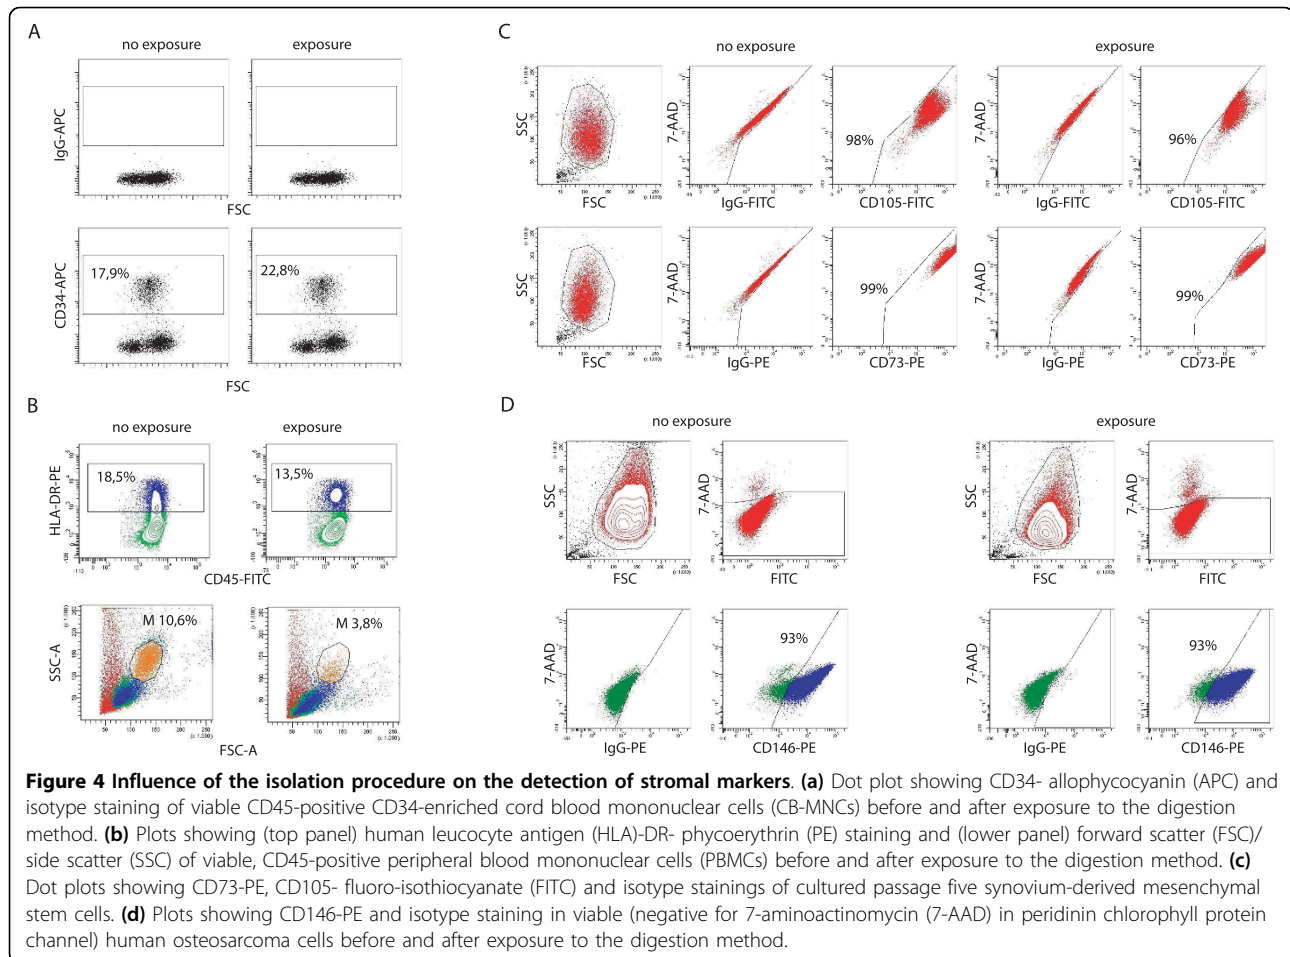 A
no exposure
exposure
IgG-APC
FSC
CD34-APC
17,9%
22,8%
FSC
B
no exposure
exposure
HLA-DR-PE
18,5%
13,5%
CD45-FITC
SSC-A
M 10,6%
M 3,8%
FSC-A
C
no exposure
exposure
SSC
7-AAD
98%
7-AAD
96%
FSC
IgG-FITC
CD105-FITC
IgG-FITC
CD105-FITC
SSC
7-AAD
99%
7-AAD
99%
FSC
IgG-PE
CD73-PE
IgG-PE
CD73-PE
D
no exposure
exposure
SSC
7-AAD
SSC
7-AAD
FSC
FITC
FSC
FITC
7-AAD
93%
7-AAD
93%
IgG-PE
CD146-PE
IgG-PE
CD146-PE
Figure 4 Influence of the isolation procedure on the detection of stromal markers. (a) Dot plot showing CD34- allophycocyanin (APC) and
isotype staining of viable CD45-positive CD34-enriched cord blood mononuclear cells (CB-MNCs) before and after exposure to the digestion
method. (b) Plots showing (top panel) human leucocyte antigen (HLA)-DR- phycoerythrin (PE) staining and (lower panel) forward scatter (FSC)/
side scatter (SSC) of viable, CD45-positive peripheral blood mononuclear cells (PBMCs) before and after exposure to the digestion method. (c)
Dot plots showing CD73-PE, CD105- fluoro-isothiocyanate (FITC) and isotype stainings of cultured passage five synovium-derived mesenchymal
stem cells. (d) Plots showing CD146-PE and isotype staining in viable (negative for 7-aminoactinomycin (7-AAD) in peridinin chlorophyll protein
channel) human osteosarcoma cells before and after exposure to the digestion method.